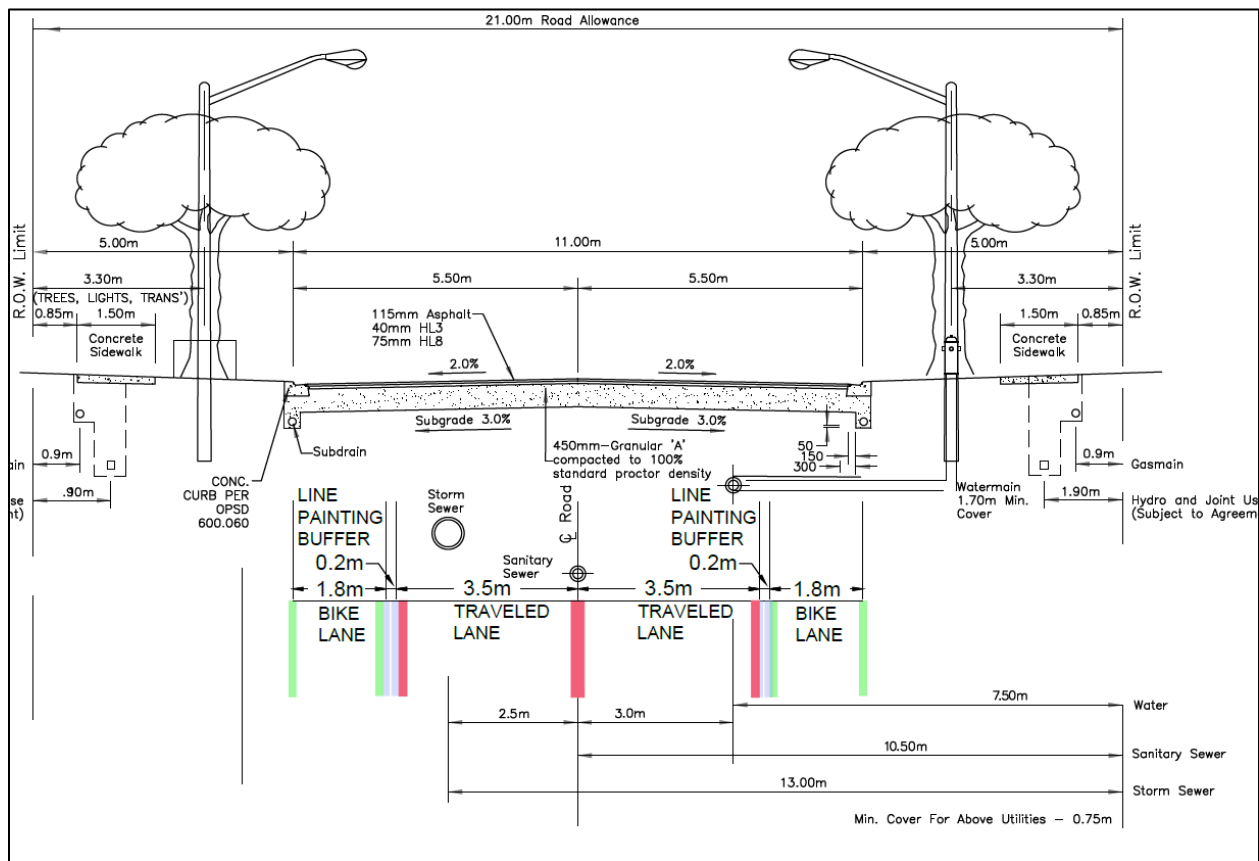 21.00m Road Allowance
R.O.W. Limit
R.O.W. Limit
5.00m
11.00m
5.00m
3.30m
5.50m
5.50m
3.30m
(TREES, LIGHTS, TRANS')
0.85m
1.50m
1.50m
0.85m
Concrete
Sidewalk
115mm Asphalt
40mm HL3
75mm HL8
Concrete
Sidewalk
2.0%
2.0%
Subgrade 3.0%
Subgrade 3.0%
Subdrain
450mm-Granular 'A'
compacted to 100%
standard proctor density
50
150
300
0.9m
.90m
CONC.
CURB PER
OPSD
600.060
0.9m
Gasmain
Watermain
1.70m Min.
Cover
1.90m
Hydro and Joint Us
(Subject to Agreem
LINE
PAINTING
BUFFER
0.2m
Storm
Sewer
Sanitary
Sewer
℄ Road
LINE
PAINTING
BUFFER
0.2m
1.8m
3.5m
3.5m
1.8m
BIKE
LANE
TRAVELED
LANE
TRAVELED
LANE
BIKE
LANE
7.50m
Water
2.5m
3.0m
10.50m
Sanitary Sewer
13.00m
Storm Sewer
Min. Cover For Above Utilities - 0.75m